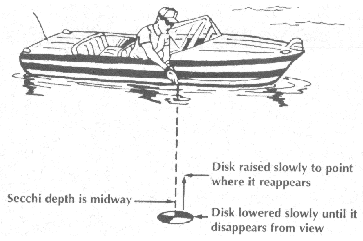 Disk raised slowly to point
where it reappears
Secchi depth is midway
Disk lowered slowly until it
disappears from view